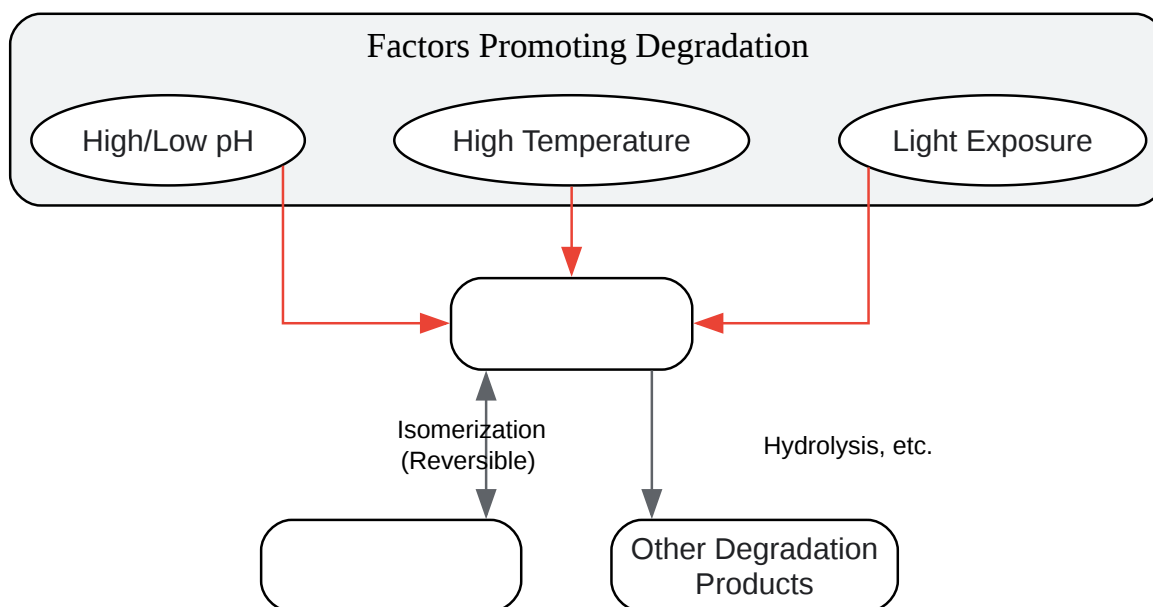 Factors Promoting Degradation
High/Low pH
High Temperature
Light Exposure
Isomerization
(Reversible)
Hydrolysis, etc.
Other Degradation
Products